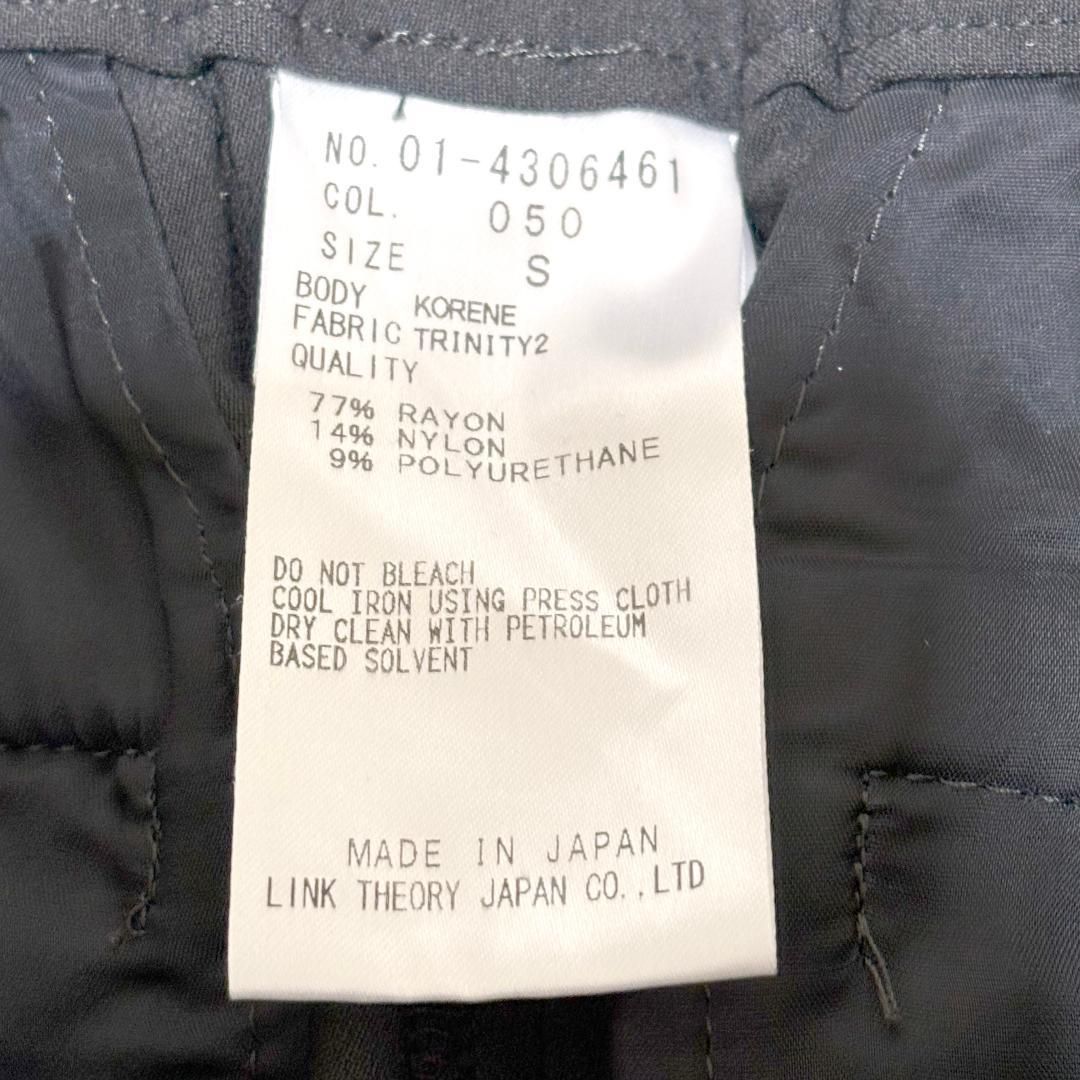 NO. 01-4306461
COL. 050
SIZE S
BODY KORENE
FABRIC TRINITY2
QUALITY
77% RAYON
14% NYLON
9% POLYURETHANE
DO NOT BLEACH
COOL IRON USING PRESS CLOTH
DRY CLEAN WITH PETROLEUM
BASED SOLVENT
MADE IN JAPAN
LINK THEORY JAPAN CO.,LTD